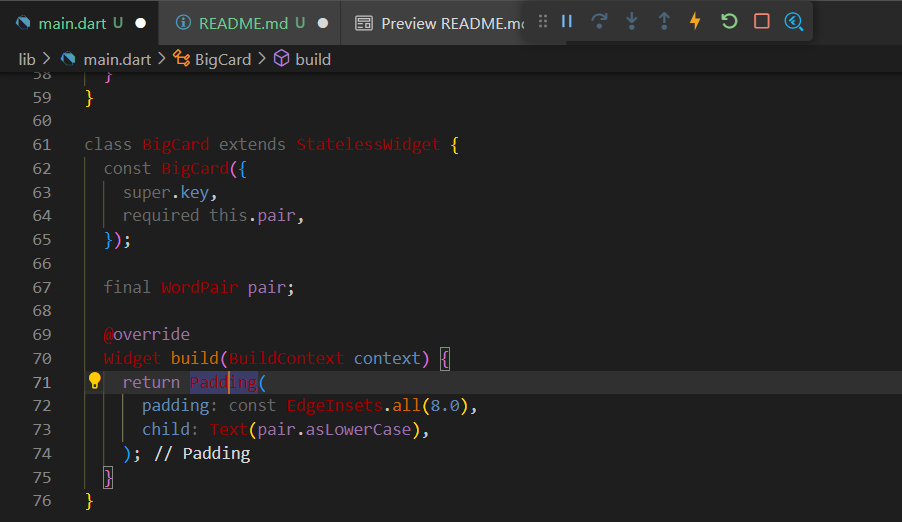 main.dart U README.md U Preview README.mc
lib > main.dart > BigCard > build
58 }
59 }
60
61 class BigCard extends StatelessWidget {
62 const BigCard({
63 super.key,
64 required this.pair,
65 });
66
67 final WordPair pair;
68
69 @override
70 Widget build(BuildContext context) {
71 return Padding(
72 padding: const EdgeInsets.all(8.0),
73 child: Text(pair.asLowerCase),
74 ); // Padding
75 }
76 }